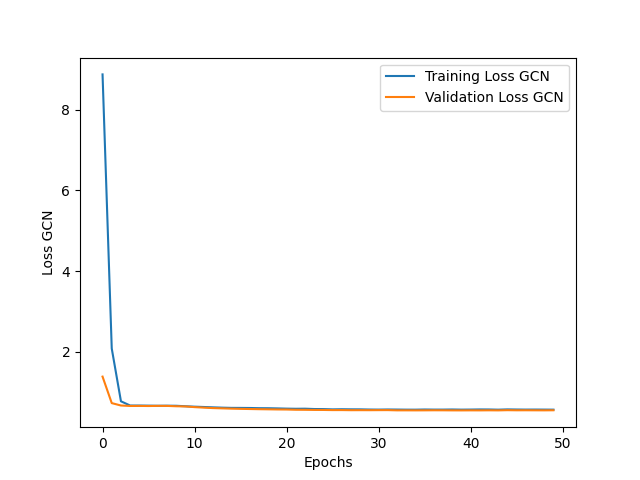 Training Loss GCN
Validation Loss GCN
8
6
4
2
Loss GCN
0 10 20 30 40 50
Epochs